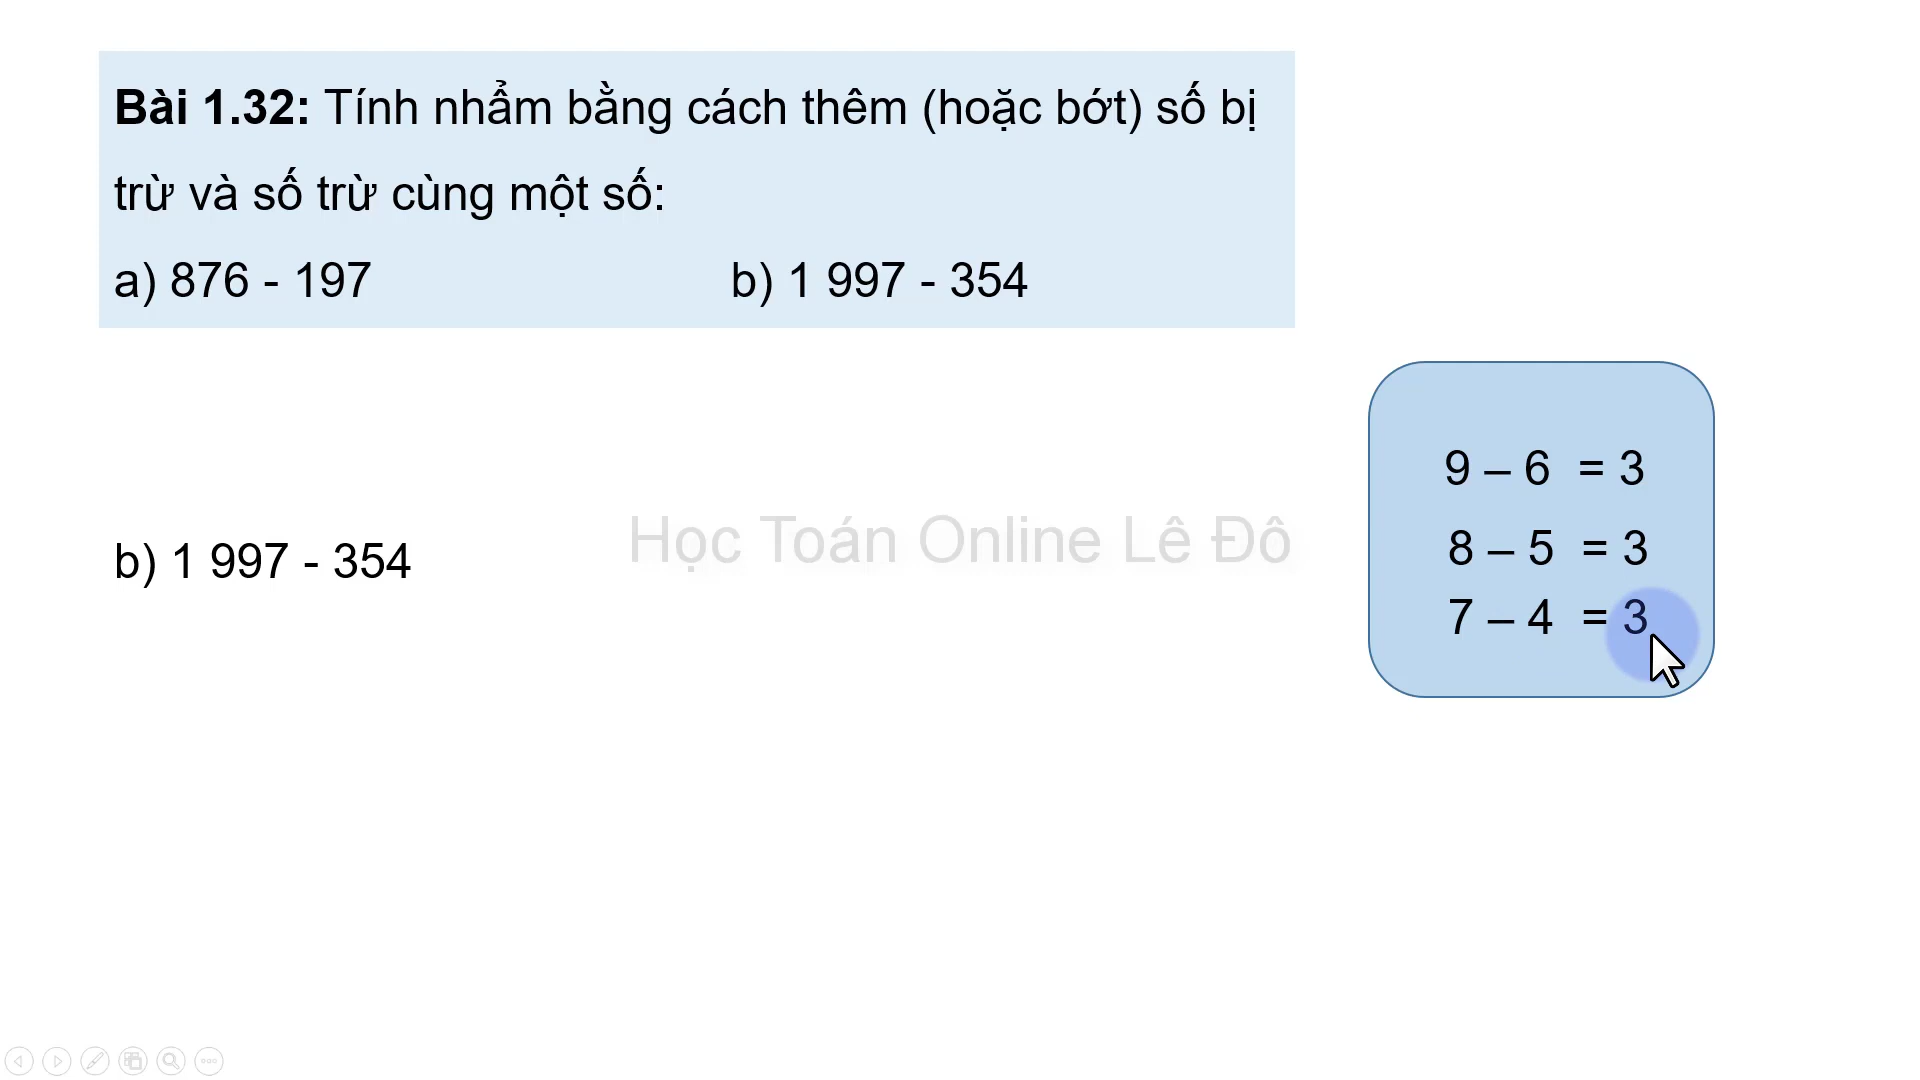 Bài 1.32: Tính nhẩm bằng cách thêm (hoặc bớt) số bị
trừ và số trừ cùng một số:
a) 876 - 197 b) 1 997 - 354
9 – 6 = 3
Học Toán Online Lê Đô
b) 1 997 - 354
8 – 5 = 3
7 – 4 = 3